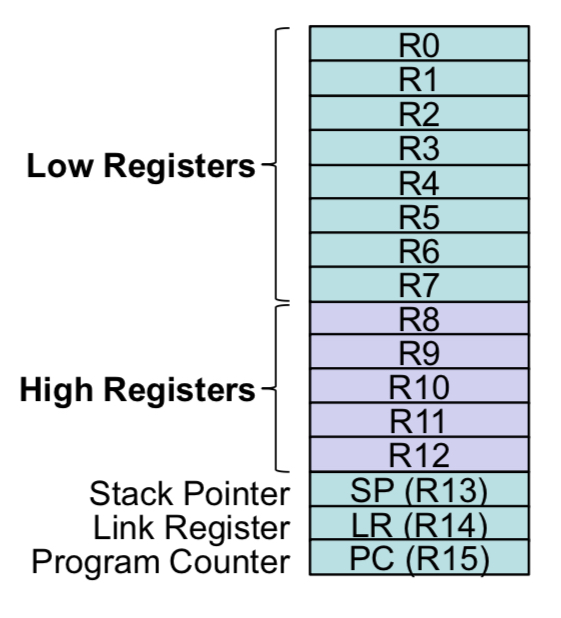 R0
R1
R2
Low Registers R3
R4
R5
R6
R7
R8
R9
High Registers R10
R11
R12
Stack Pointer SP (R13)
Link Register LR (R14)
Program Counter PC (R15)